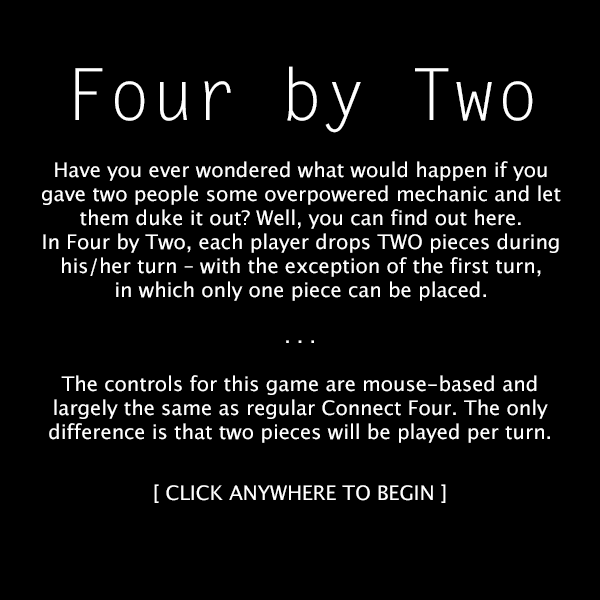 Four by Two
Have you ever wondered what would happen if you
gave two people some overpowered mechanic and let
them duke it out? Well, you can find out here.
In Four by Two, each player drops TWO pieces during
his/her turn – with the exception of the first turn,
in which only one piece can be placed.
. . .
The controls for this game are mouse-based and
largely the same as regular Connect Four. The only
difference is that two pieces will be played per turn.
[ CLICK ANYWHERE TO BEGIN ]